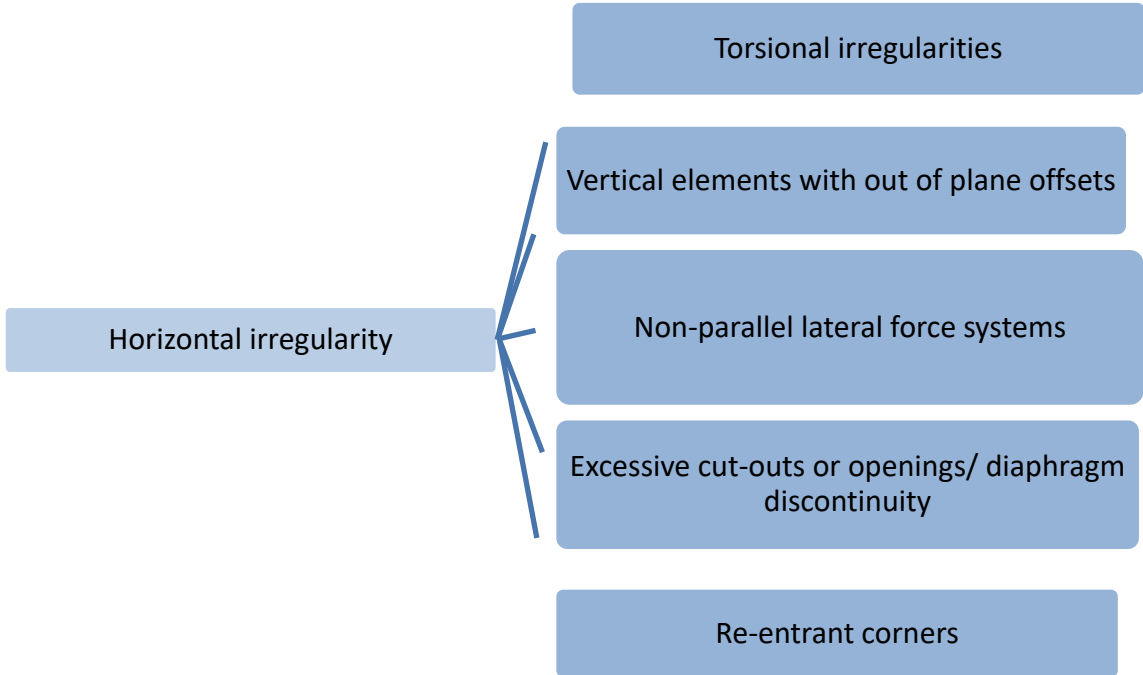 Torsional irregularities
Vertical elements with out of plane offsets
Horizontal irregularity
Non-parallel lateral force systems
Excessive cut-outs or openings/ diaphragm
discontinuity
Re-entrant corners